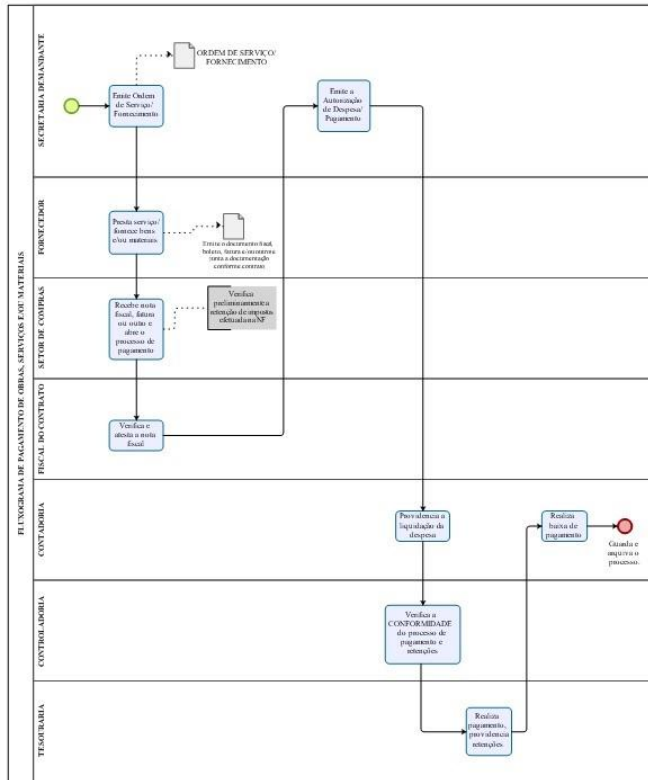 FLUXOGRAMA DE PAGAMENTO DE OBRAS, SERVIÇOS E/OU MATERIAIS
SECRETARIA DEMANDANTE
ORDEM DE SERVIÇO/
FORNECIMENTO
Emite Ordem
de Serviço/
Fornecimento
Emite a
Autorização de
Despesa/
Pagamento
FORNECEDOR
Presta serviço/
fornece bens
e/ou materiais
Emite o documento fiscal,
boleto, fatura e/ou outros e
junta a documentação
conforme contrato
SETOR DE COMPRAS
Recebe nota
fiscal, fatura
ou outro e
abre o
processo de
pagamento
Verifica
preliminarmente a
retenção de impostos
efetuada na NF
FISCAL DO CONTRATO
Verifica e
atesta a nota
fiscal
CONTADORIA
Providencia a
liquidação da
despesa
Realiza
baixa de
pagamento
Guarda e
arquiva o
processo.
CONTROLADORIA
Verifica a
CONFORMIDADE
do processo de
pagamento e
retenções
TESOURARIA
Realiza
pagamento,
providencia
retenções